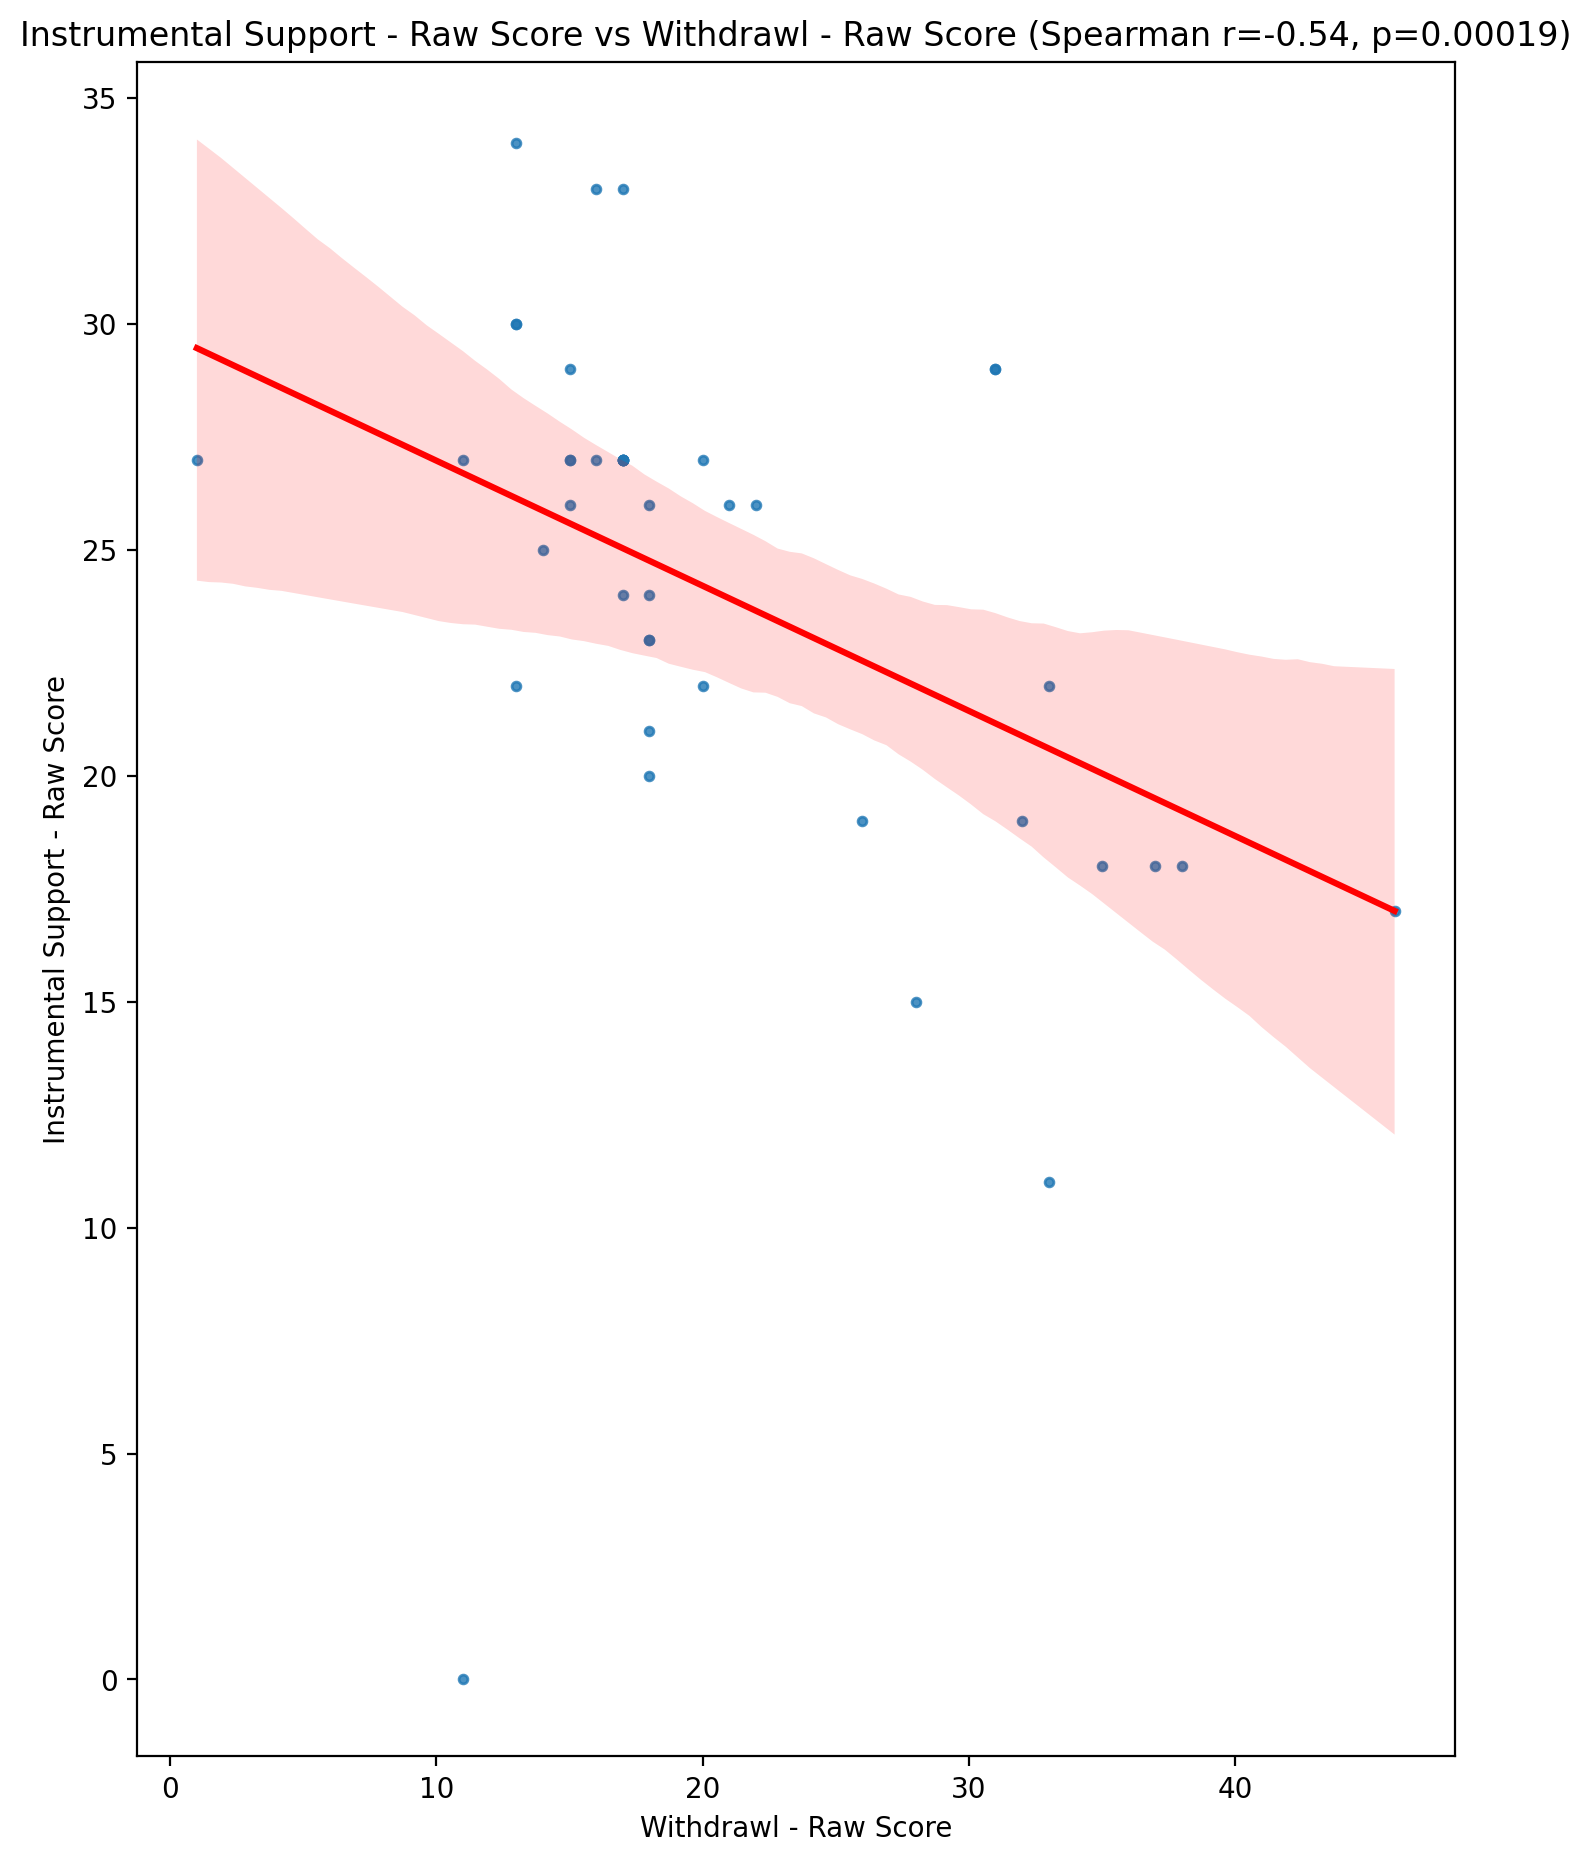 Instrumental Support - Raw Score vs Withdrawl - Raw Score (Spearman r=-0.54, p=0.00019)
35
30
25
20
15
10
5
0
Instrumental Support - Raw Score
0 10 20 30 40
Withdrawl - Raw Score